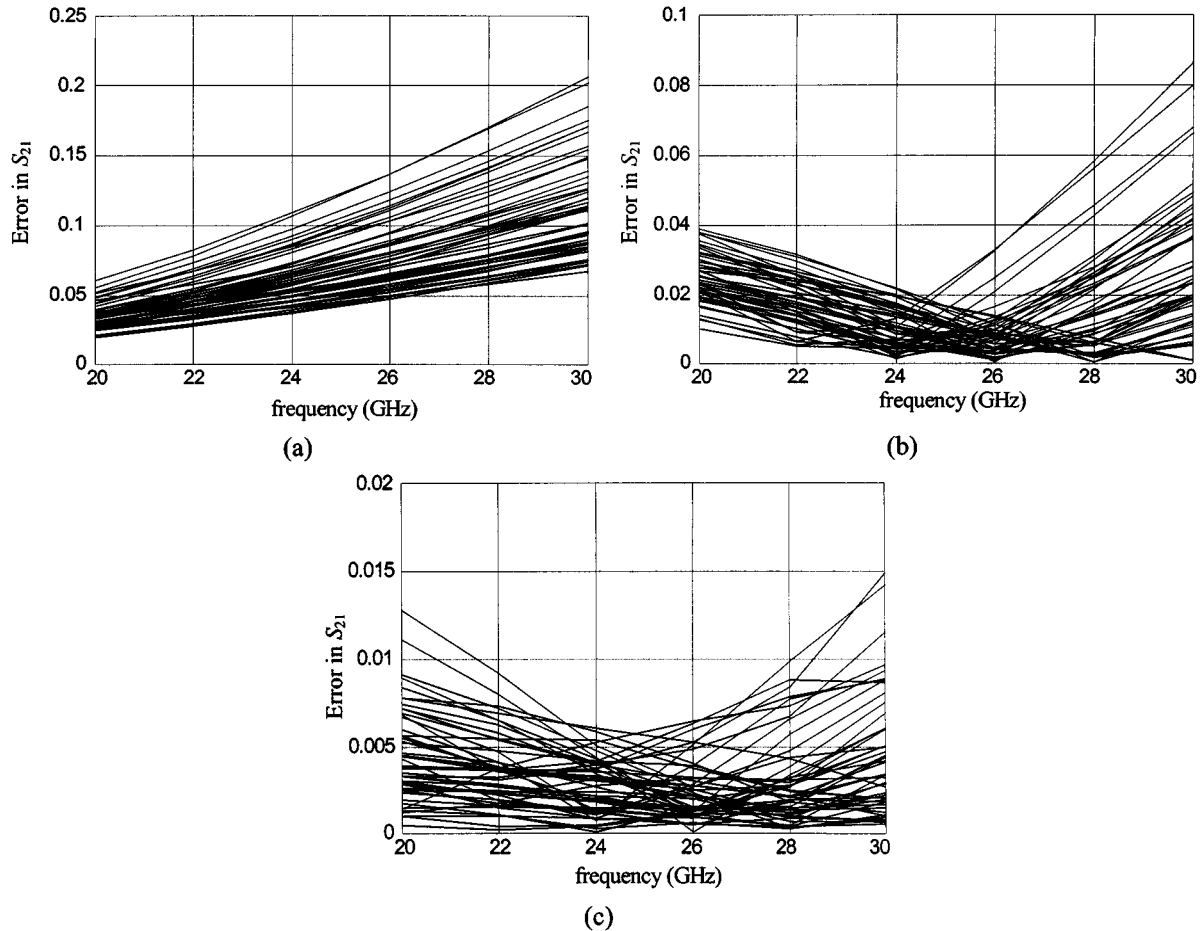 0.25
0.2
0.15
0.1
0.05
0
Error in S21
20 22 24 26 28 30
frequency (GHz)
(a)
0.1
0.08
0.06
0.04
0.02
0
Error in S21
20 22 24 26 28 30
frequency (GHz)
(b)
0.02
0.015
0.01
0.005
0
Error in S21
20 22 24 26 28 30
frequency (GHz)
(c)